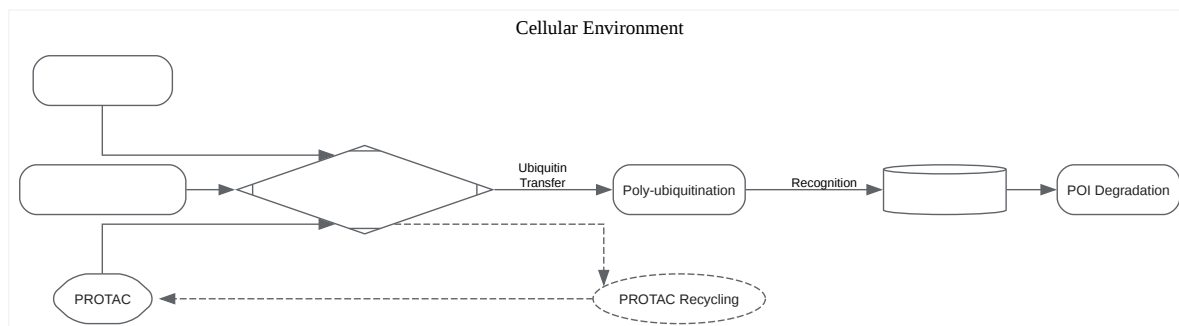 Cellular Environment
Ubiquitin
Transfer
Poly-ubiquitination
Recognition
POI Degradation
PROTAC
PROTAC Recycling